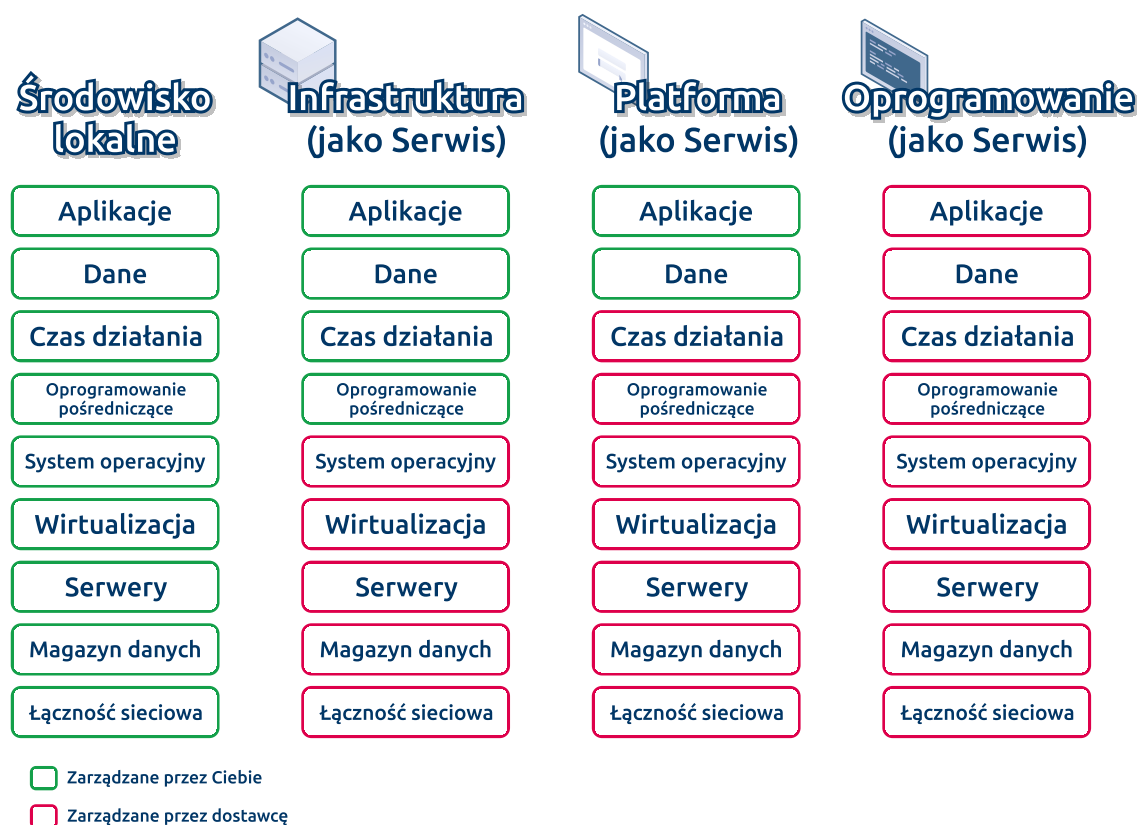 Środowisko
lokalne
Infrastruktura
(jako Serwis)
Platforma
(jako Serwis)
Oprogramowanie
(jako Serwis)
Aplikacje
Aplikacje
Aplikacje
Aplikacje
Dane
Dane
Dane
Dane
Czas działania
Czas działania
Czas działania
Czas działania
Oprogramowanie
pośredniczące
Oprogramowanie
pośredniczące
Oprogramowanie
pośredniczące
Oprogramowanie
pośredniczące
System operacyjny
System operacyjny
System operacyjny
System operacyjny
Wirtualizacja
Wirtualizacja
Wirtualizacja
Wirtualizacja
Serwery
Serwery
Serwery
Serwery
Magazyn danych
Magazyn danych
Magazyn danych
Magazyn danych
Łączność sieciowa
Łączność sieciowa
Łączność sieciowa
Łączność sieciowa
Zarządzane przez Ciebie
Zarządzane przez dostawcę